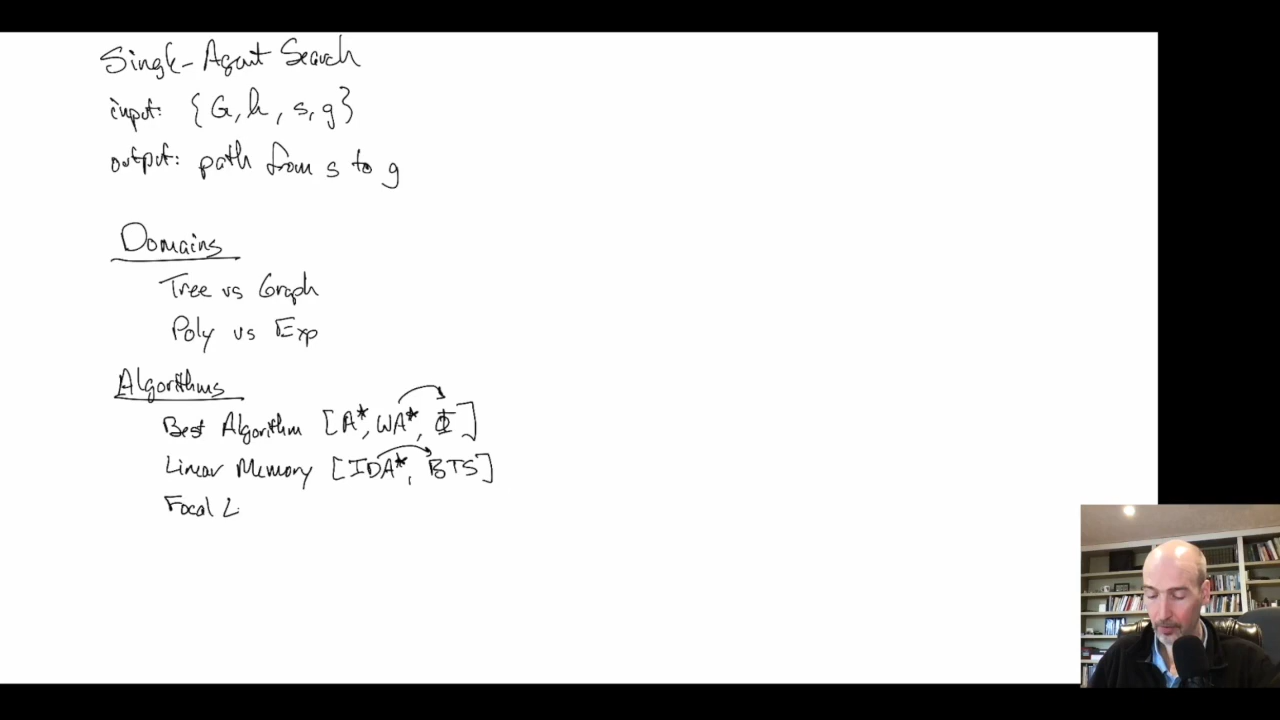 Single-Agent Search
input: {G, h, s, g}
output: path from s to g
Domains
Tree vs Graph
Poly vs Exp
Algorithms
Best Algorithm [A*, WA*, Φ]
Linear Memory [IDA*, BTS]
Focal L